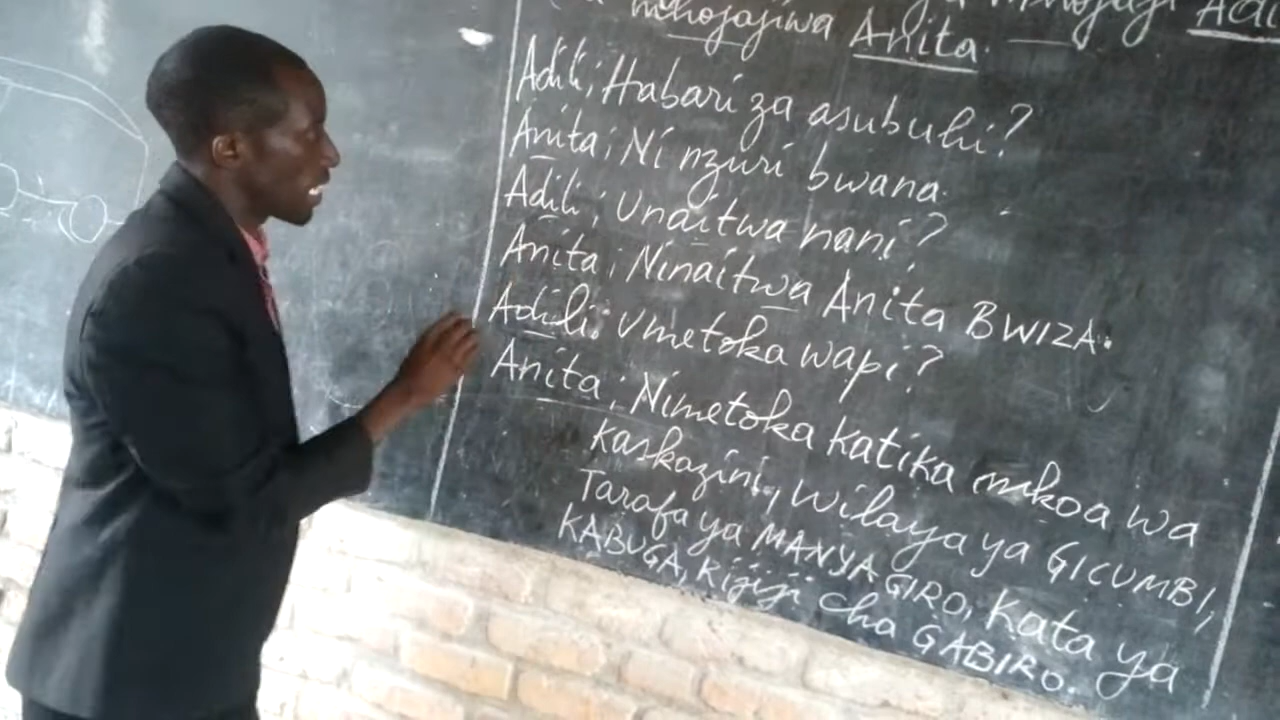 mhojajiwa Anita.
Adili; Habari za asubuhi?
Anita; Ni nzuri bwana.
Adili; Unaitwa nani?
Anita; Ninaitwa Anita BWIZA.
Adili; Umetoka wapi?
Anita; Nimetoka katika mkoa wa
Kaskazini, wilaya ya GICUMBI,
Tarafa ya MANYAGIRO, Kata ya
KABUGA, Kijiji cha GABIRO.